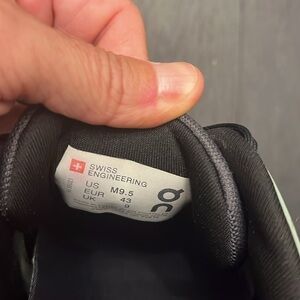 SWISS
ENGINEERING
US M9.5
EUR 43
UK 9
On